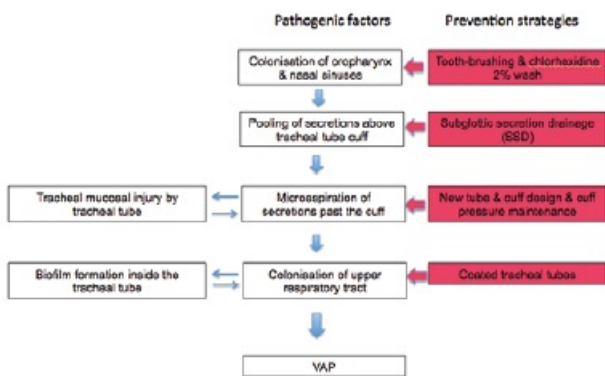 Pathogenic factors
Prevention strategies
Colonisation of oropharynx
& nasal sinuses
Tooth-brushing & chlorhexidine
2% wash
Pooling of secretions above
tracheal tube cuff
Subglottic secretion drainage
(SSD)
Tracheal mucosal injury by
tracheal tube
Microaspiration of
secretions past the cuff
New tube & cuff design & cuff
pressure maintenance
Biofilm formation inside the
tracheal tube
Colonisation of upper
respiratory tract
Coated tracheal tubes
VAP